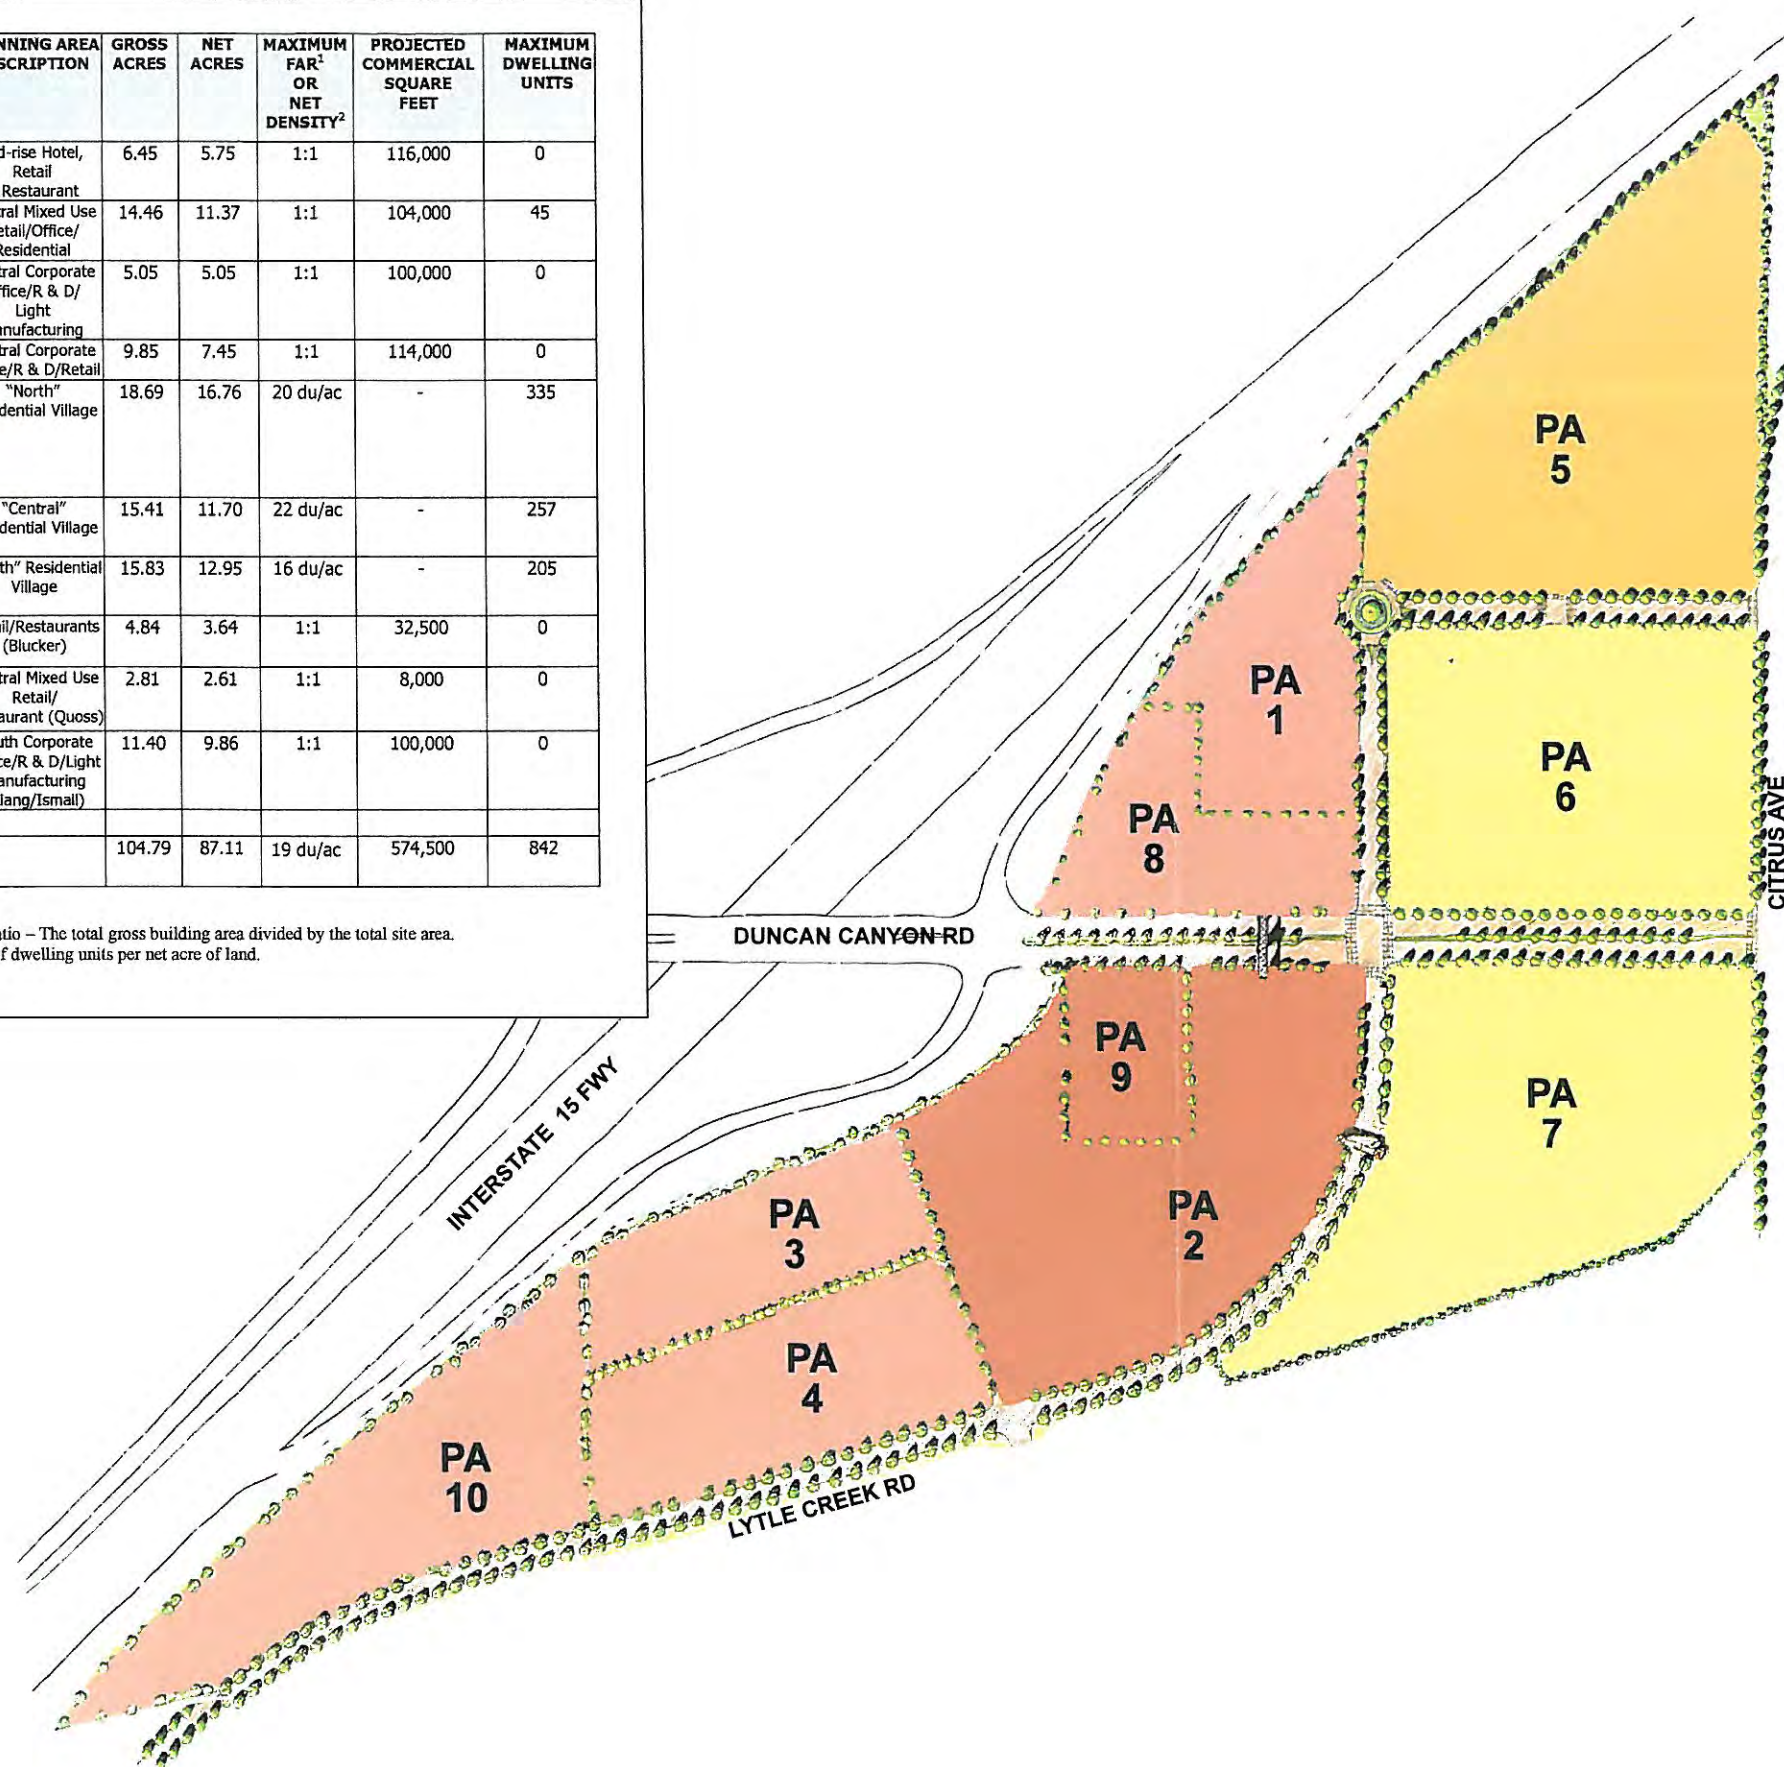 NNING AREA GROSS NET MAXIMUM PROJECTED MAXIMUM
SCRIPTION ACRES ACRES FAR¹ COMMERCIAL DWELLING
OR SQUARE UNITS
NET FEET
DENSITY²
d-rise Hotel, 6.45 5.75 1:1 116,000 0
Retail
Restaurant
ral Mixed Use 14.46 11.37 1:1 104,000 45
etail/Office/
Residential
tral Corporate 5.05 5.05 1:1 100,000 0
ffice/R & D/
Light
anufacturing
tral Corporate 9.85 7.45 1:1 114,000 0
e/R & D/Retail
"North" 18.69 16.76 20 du/ac - 335
dential Village
"Central" 15.41 11.70 22 du/ac - 257
dential Village
th" Residential 15.83 12.95 16 du/ac - 205
Village
il/Restaurants 4.84 3.64 1:1 32,500 0
(Blucker)
tral Mixed Use 2.81 2.61 1:1 8,000 0
Retail/
aurant (Quoss)
uth Corporate 11.40 9.86 1:1 100,000 0
ce/R & D/Light
anufacturing
lang/Ismail)
104.79 87.11 19 du/ac 574,500 842
atio – The total gross building area divided by the total site area.
f dwelling units per net acre of land.
PA
5
PA
1
PA
6
PA
8
CITRUS AVE
DUNCAN CANYON RD
PA
9
PA
7
INTERSTATE 15 FWY
PA
3
PA
2
PA
4
PA
10
LYTLE CREEK RD